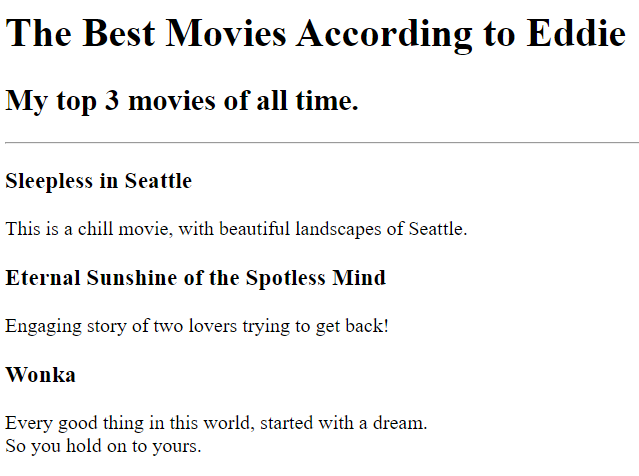 The Best Movies According to Eddie
My top 3 movies of all time.
Sleepless in Seattle
This is a chill movie, with beautiful landscapes of Seattle.
Eternal Sunshine of the Spotless Mind
Engaging story of two lovers trying to get back!
Wonka
Every good thing in this world, started with a dream.
So you hold on to yours.